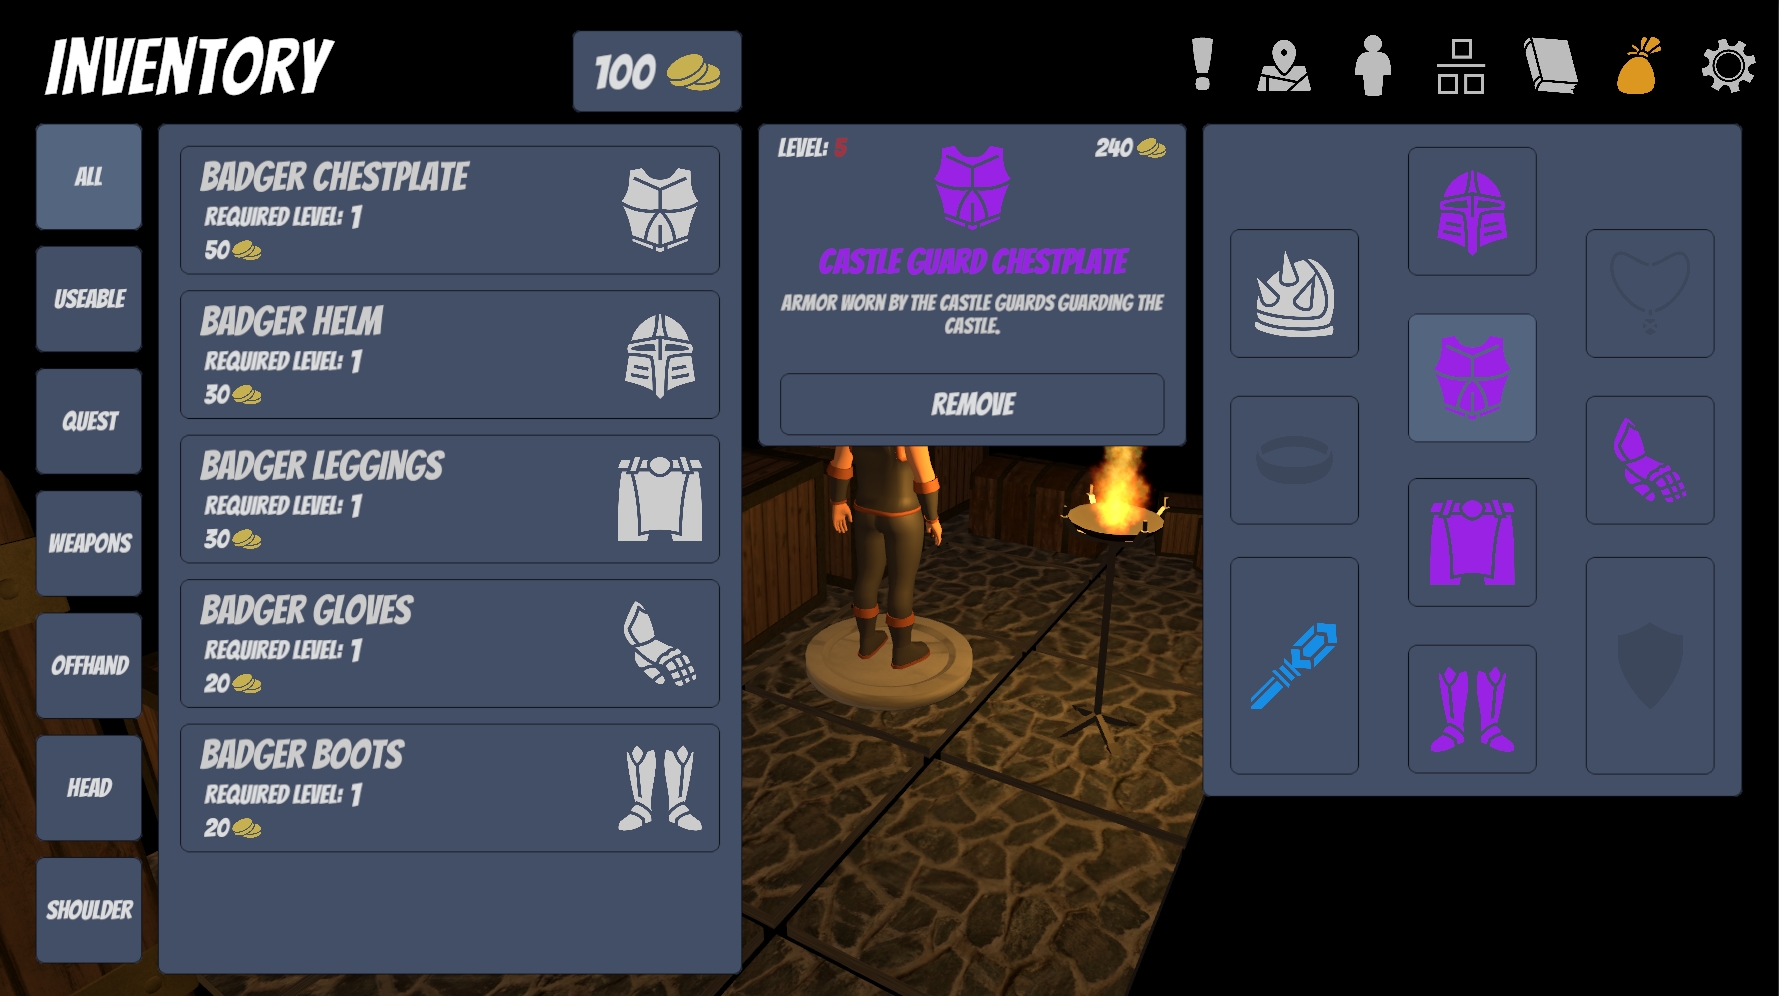 INVENTORY
100
ALL
USEABLE
QUEST
WEAPONS
OFFHAND
HEAD
SHOULDER
BADGER CHESTPLATE
REQUIRED LEVEL: 1
50
BADGER HELM
REQUIRED LEVEL: 1
30
BADGER LEGGINGS
REQUIRED LEVEL: 1
30
BADGER GLOVES
REQUIRED LEVEL: 1
20
BADGER BOOTS
REQUIRED LEVEL: 1
20
LEVEL: 5
240
CASTLE GUARD CHESTPLATE
ARMOR WORN BY THE CASTLE GUARDS GUARDING THE
CASTLE.
REMOVE